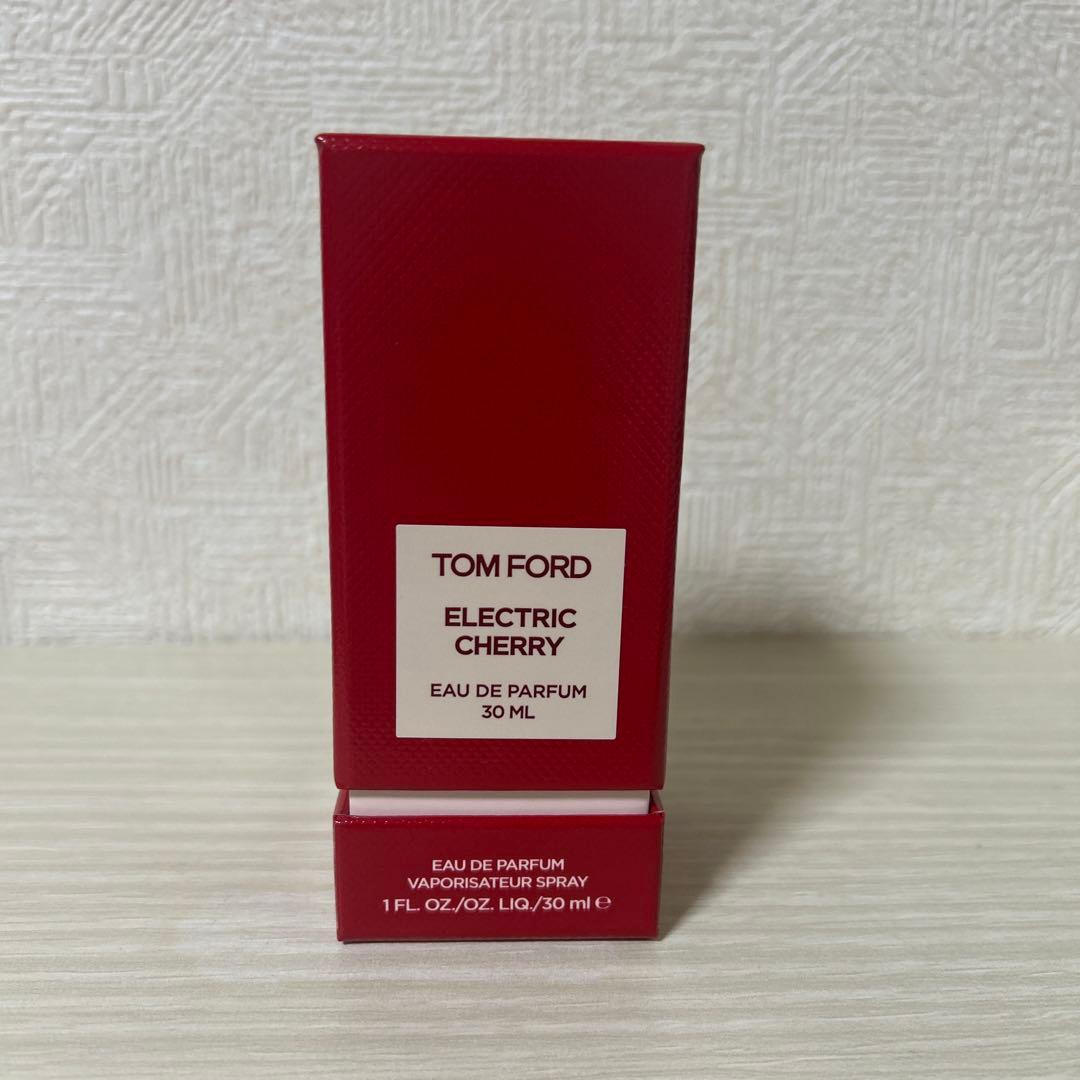 TOM FORD
ELECTRIC
CHERRY
EAU DE PARFUM
30 ML
EAU DE PARFUM
VAPORISATEUR SPRAY
1 FL. OZ./OZ. LIQ./30 ml ℮